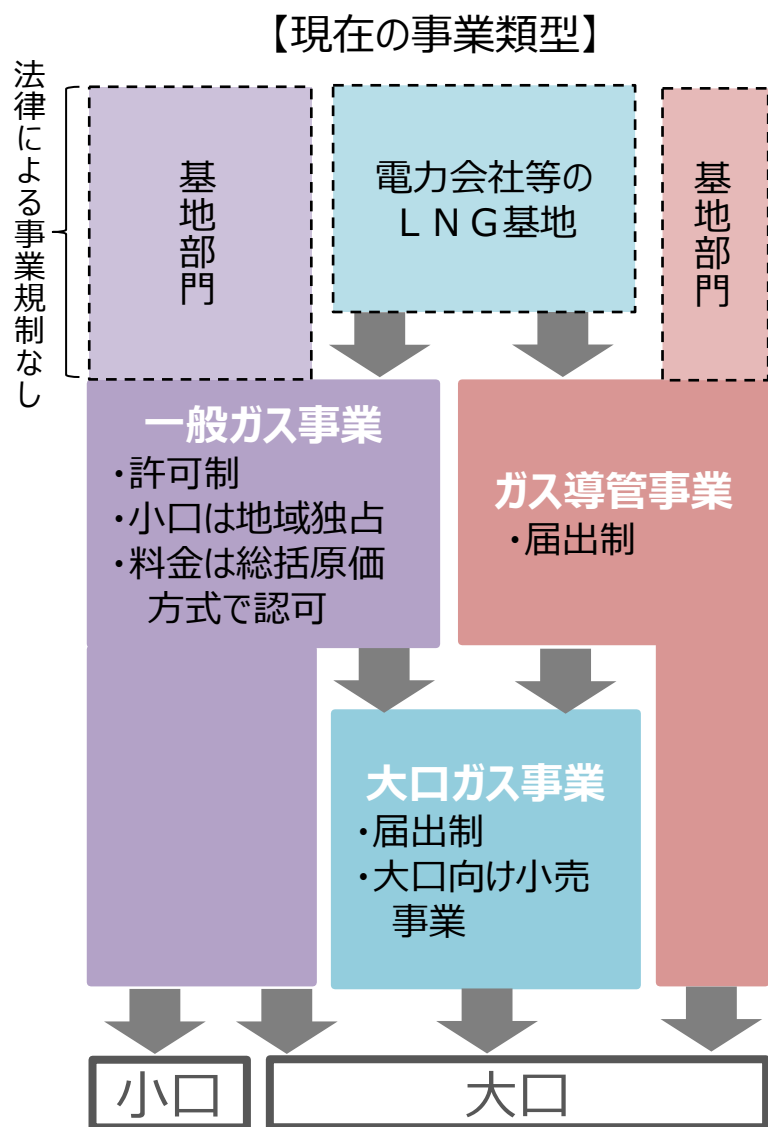 【現在の事業類型】
法律による事業規制なし
基地部門
電力会社等の
ＬＮＧ基地
基地部門
一般ガス事業
・許可制
・小口は地域独占
・料金は総括原価
方式で認可
ガス導管事業
・届出制
大口ガス事業
・届出制
・大口向け小売
事業
小口
大口